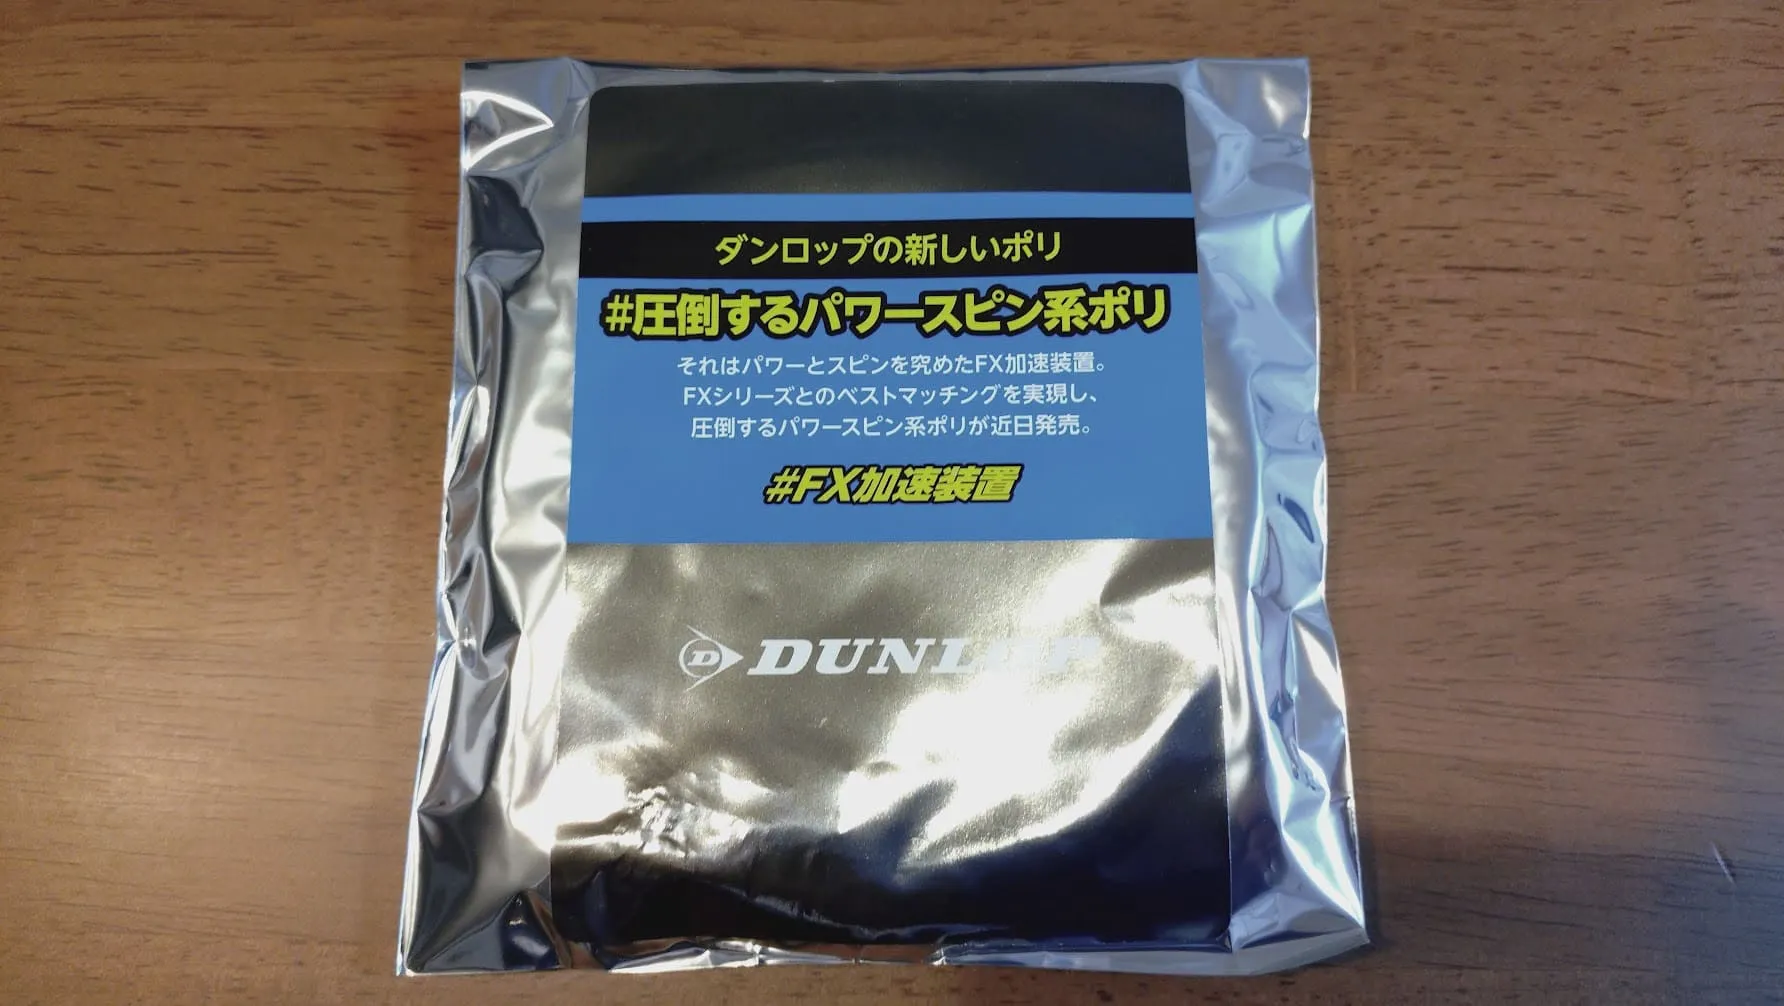 ダンロップの新しいポリ
#圧倒するパワースピン系ポリ
それはパワーとスピンを究めたFX加速装置。
FXシリーズとのベストマッチングを実現し、
圧倒するパワースピン系ポリが近日発売。
#FX加速装置
D DUNLOP